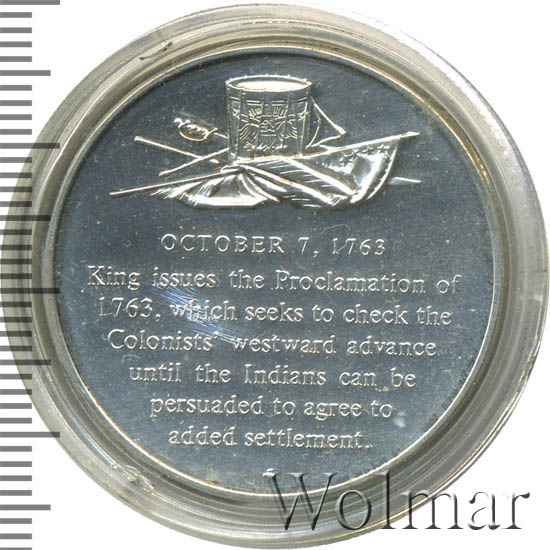 OCTOBER 7, 1763
King issues the Proclamation of
1763, which seeks to check the
Colonists' westward advance
until the Indians can be
persuaded to agree to
added settlement.
Wolmar